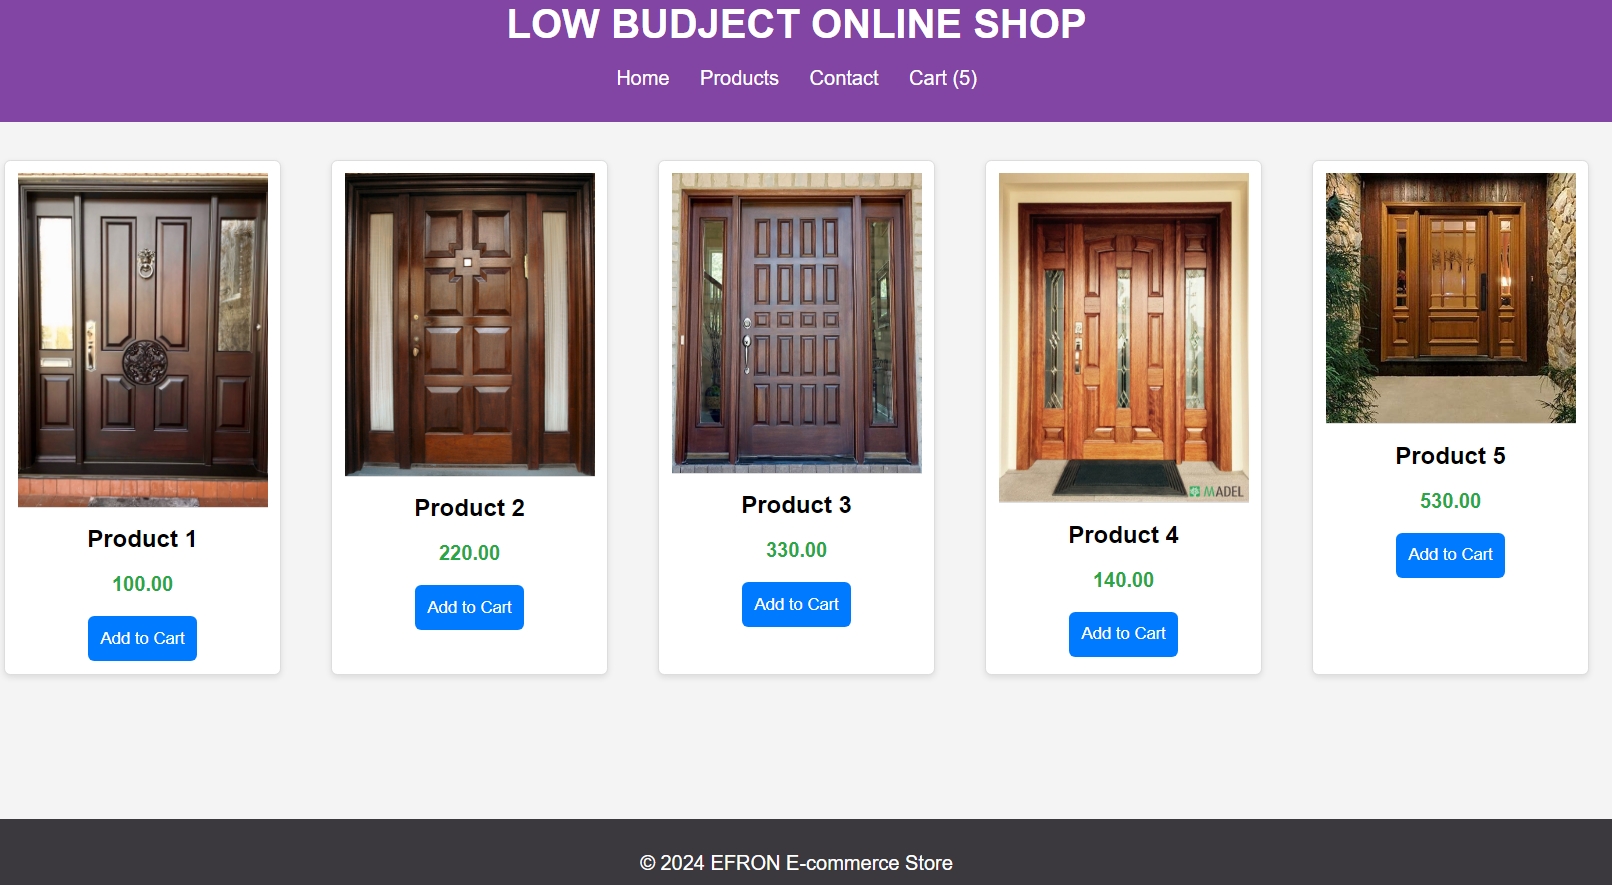 LOW BUDJECT ONLINE SHOP
Home Products Contact Cart (5)
MADEL
Product 1
100.00
Add to Cart
Product 2
220.00
Add to Cart
Product 3
330.00
Add to Cart
Product 4
140.00
Add to Cart
Product 5
530.00
Add to Cart
© 2024 EFRON E-commerce Store